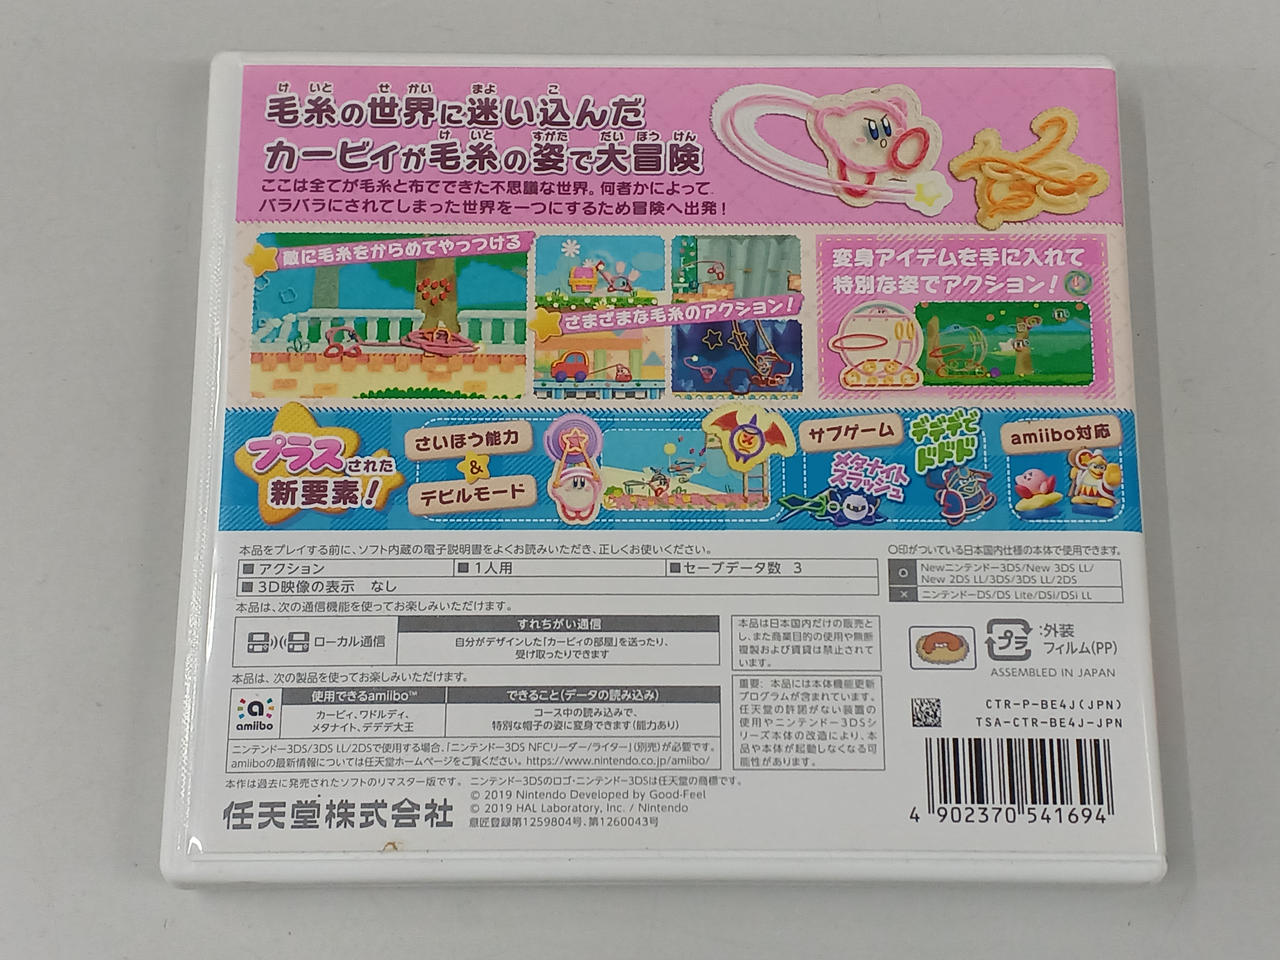 毛糸の世界に迷い込んだ
カービィが毛糸の姿で大冒険
ここは全てが毛糸と布でできた不思議な世界。何者かによって
バラバラにされてしまった世界を一つにするため冒険へ出発！
敵に毛糸をからめてやっつける
さまざまな毛糸のアクション！
変身アイテムを手に入れて
特別な姿でアクション！
プラスされた
新要素！
さいほう能力
&
デビルモード
サブゲーム
メタナイト
スラッシュ
デデデで
ドドド
amiibo対応
本品をプレイする前に、ソフト内蔵の電子説明書をよくお読みいただき、正しくお使いください。
■アクション
■1人用
■セーブデータ数 3
■3D映像の表示 なし
〇印がついている日本国内仕様の本体で使用できます。
○ Newニンテンドー3DS/New 3DS LL/
New 2DS LL/3DS/3DS LL/2DS
× ニンテンドーDS/DS Lite/DSi/DSi LL
本品は、次の通信機能を使ってお楽しみいただけます。
ローカル通信
すれちがい通信
自分がデザインした「カービィの部屋」を送ったり、
受け取ったりできます
本品は日本国内だけの販売と
し、また商業目的の使用や無断
複製および賃貸は禁止されて
います。
プラ
:外装
フィルム(PP)
ASSEMBLED IN JAPAN
本品は、次の製品を使ってお楽しみいただけます。
amiibo
使用できるamiibo™
カービィ、ワドルディ、
メタナイト、デデデ大王
できること(データの読み込み)
コース中の読み込みで、
特別な帽子の姿に変身できます(能力あり)
ニンテンドー3DS/3DS LL/2DSで使用する場合、「ニンテンドー3DS NFCリーダー/ライター」(別売)が必要です。
amiiboの最新情報については任天堂ホームページをご覧ください。https://www.nintendo.co.jp/amiibo/
重要:本品には本体機能更新
プログラムが含まれています。
任天堂の許諾がない装置の
使用やニンテンドー3DSシ
リーズ本体の改造により、本
品や本体が起動しなくなる可
能性があります。
CTR-P-BE4J(JPN)
TSA-CTR-BE4J-JPN
本作は過去に発売されたソフトのリマスター版です。 ニンテンドー3DSのロゴ・ニンテンドー3DSは任天堂の商標です。
任天堂株式会社
© 2019 Nintendo Developed by Good-Feel
© 2019 HAL Laboratory, Inc. / Nintendo
意匠登録第1259804号、第1260043号
4 902370 541694